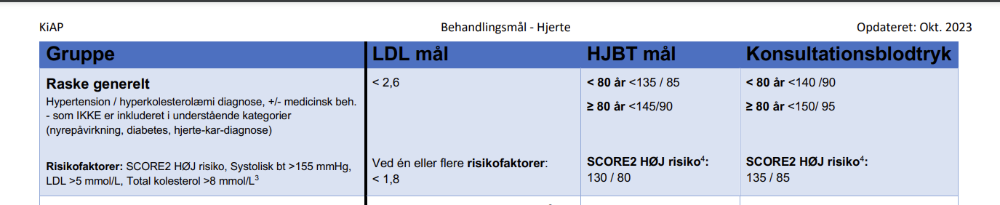 KiAP Behandlingsmål - Hjerte Opdateret: Okt. 2023
Gruppe LDL mål HJBT mål Konsultationsblodtryk
Raske generelt
Hypertension / hyperkolesterolæmi diagnose, +/- medicinsk beh.
- som IKKE er inkluderet i understående kategorier
(nyrepåvirkning, diabetes, hjerte-kar-diagnose)
Risikofaktorer: SCORE2 HØJ risiko, Systolisk bt >155 mmHg,
LDL >5 mmol/L, Total kolesterol >8 mmol/L³
< 2,6
Ved én eller flere risikofaktorer:
< 1,8
< 80 år <135 / 85
≥ 80 år <145/90
SCORE2 HØJ risiko⁴:
130 / 80
< 80 år <140 /90
≥ 80 år <150/ 95
SCORE2 HØJ risiko⁴:
135 / 85